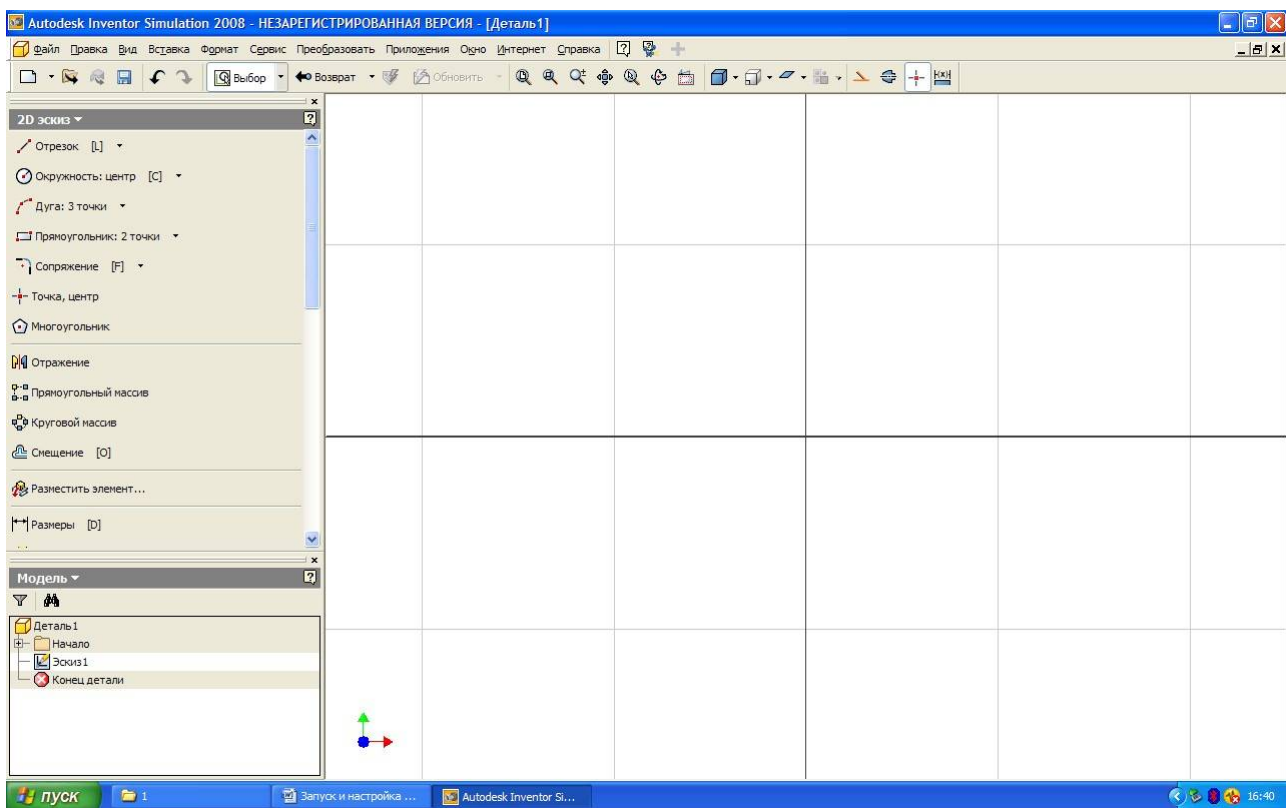 Autodesk Inventor Simulation 2008 - НЕЗАРЕГИСТРИРОВАННАЯ ВЕРСИЯ - [Деталь1]
Файл Правка Вид Вставка Формат Сервис Преобразовать Приложения Окно Интернет Справка
Выбор Возврат Обновить
2D эскиз
Отрезок [L]
Окружность: центр [C]
Дуга: 3 точки
Прямоугольник: 2 точки
Сопряжение [F]
Точка, центр
Многоугольник
Отражение
Прямоугольный массив
Круговой массив
Смещение [O]
Разместить элемент...
Размеры [D]
Модель
Деталь1
Начало
Эскиз1
Конец детали
пуск 1 Запуск и настройка ... Autodesk Inventor Si... 16:40